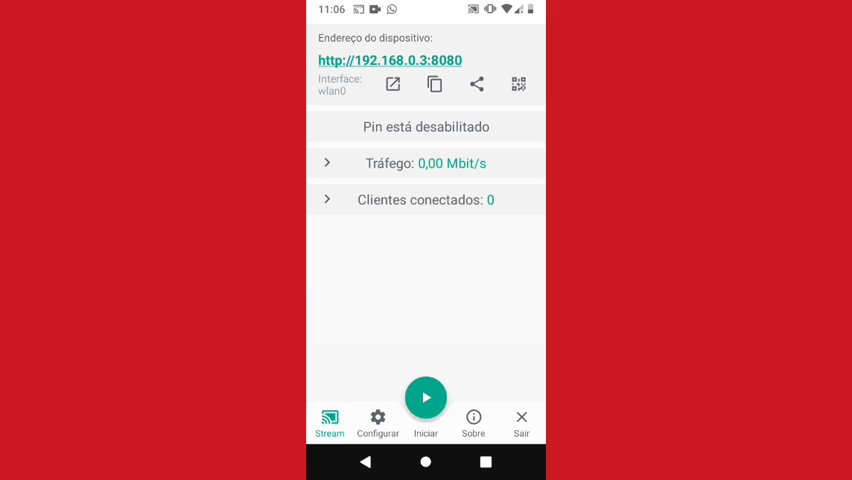 11:06
Endereço do dispositivo:
http://192.168.0.3:8080
Interface:
wlan0
Pin está desabilitado
Tráfego: 0,00 Mbit/s
Clientes conectados: 0
Stream
Configurar
Iniciar
Sobre
Sair